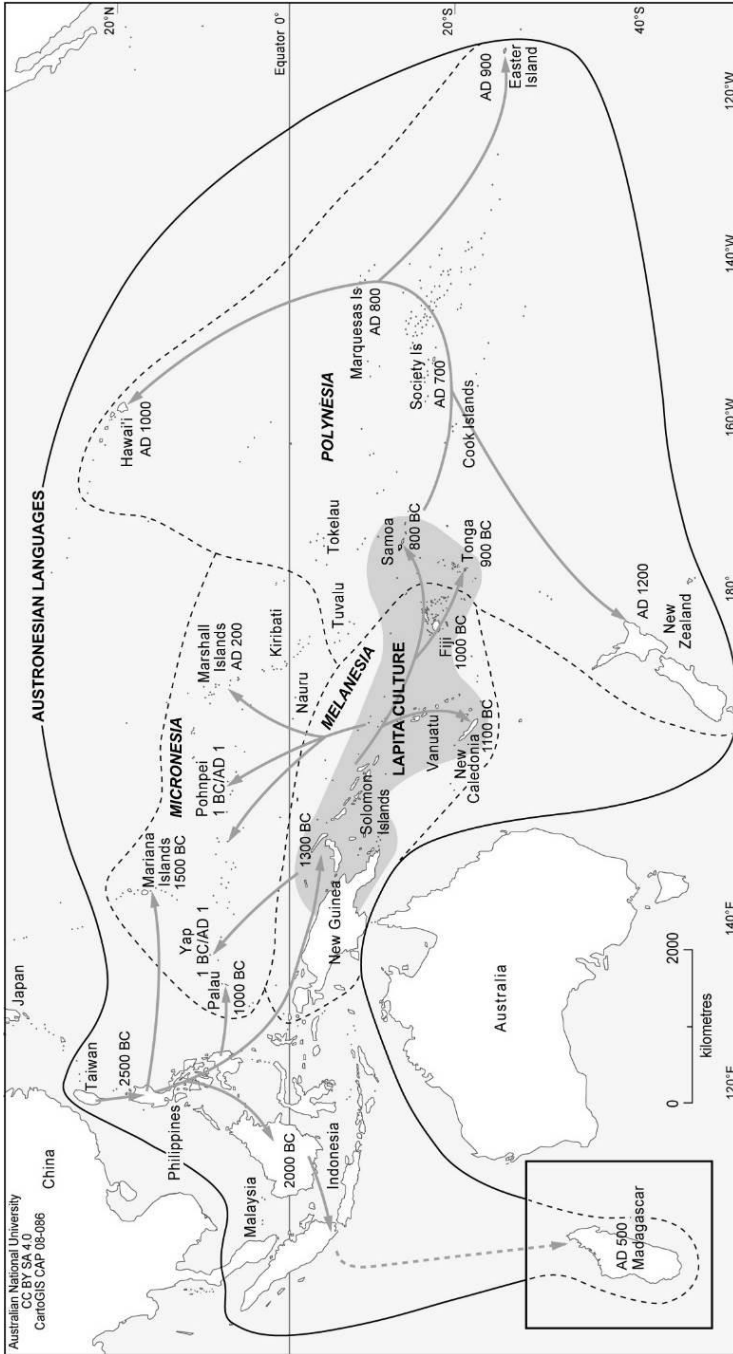 Australian National University
CC BY SA 4.0
CartoGIS CAP 08-086
AUSTRONESIAN LANGUAGES
20°N
Equator 0°
20°S
40°S
China
Japan
Taiwan
2500 BC
Philippines
Malaysia
2000 BC
Indonesia
Mariana
Islands
1500 BC
MICRONESIA
Yap
1 BC/AD 1
Palau
1000 BC
Pohnpei
1 BC/AD 1
Marshall
Islands
AD 200
Kiribati
Nauru
Tuvalu
Tokelau
MELANESIA
1300 BC
New Guinea
Solomon
Islands
LAPITA CULTURE
Vanuatu
New
Caledonia
1100 BC
Fiji
1000 BC
Samoa
800 BC
Tonga
900 BC
POLYNESIA
Hawai'i
AD 1000
Marquesas Is
AD 800
Society Is
AD 700
Cook Islands
AD 900
Easter
Island
AD 1200
New
Zealand
Australia
AD 500
Madagascar
0
2000
kilometres
120°E
140°E
180°
160°W
140°W
120°W